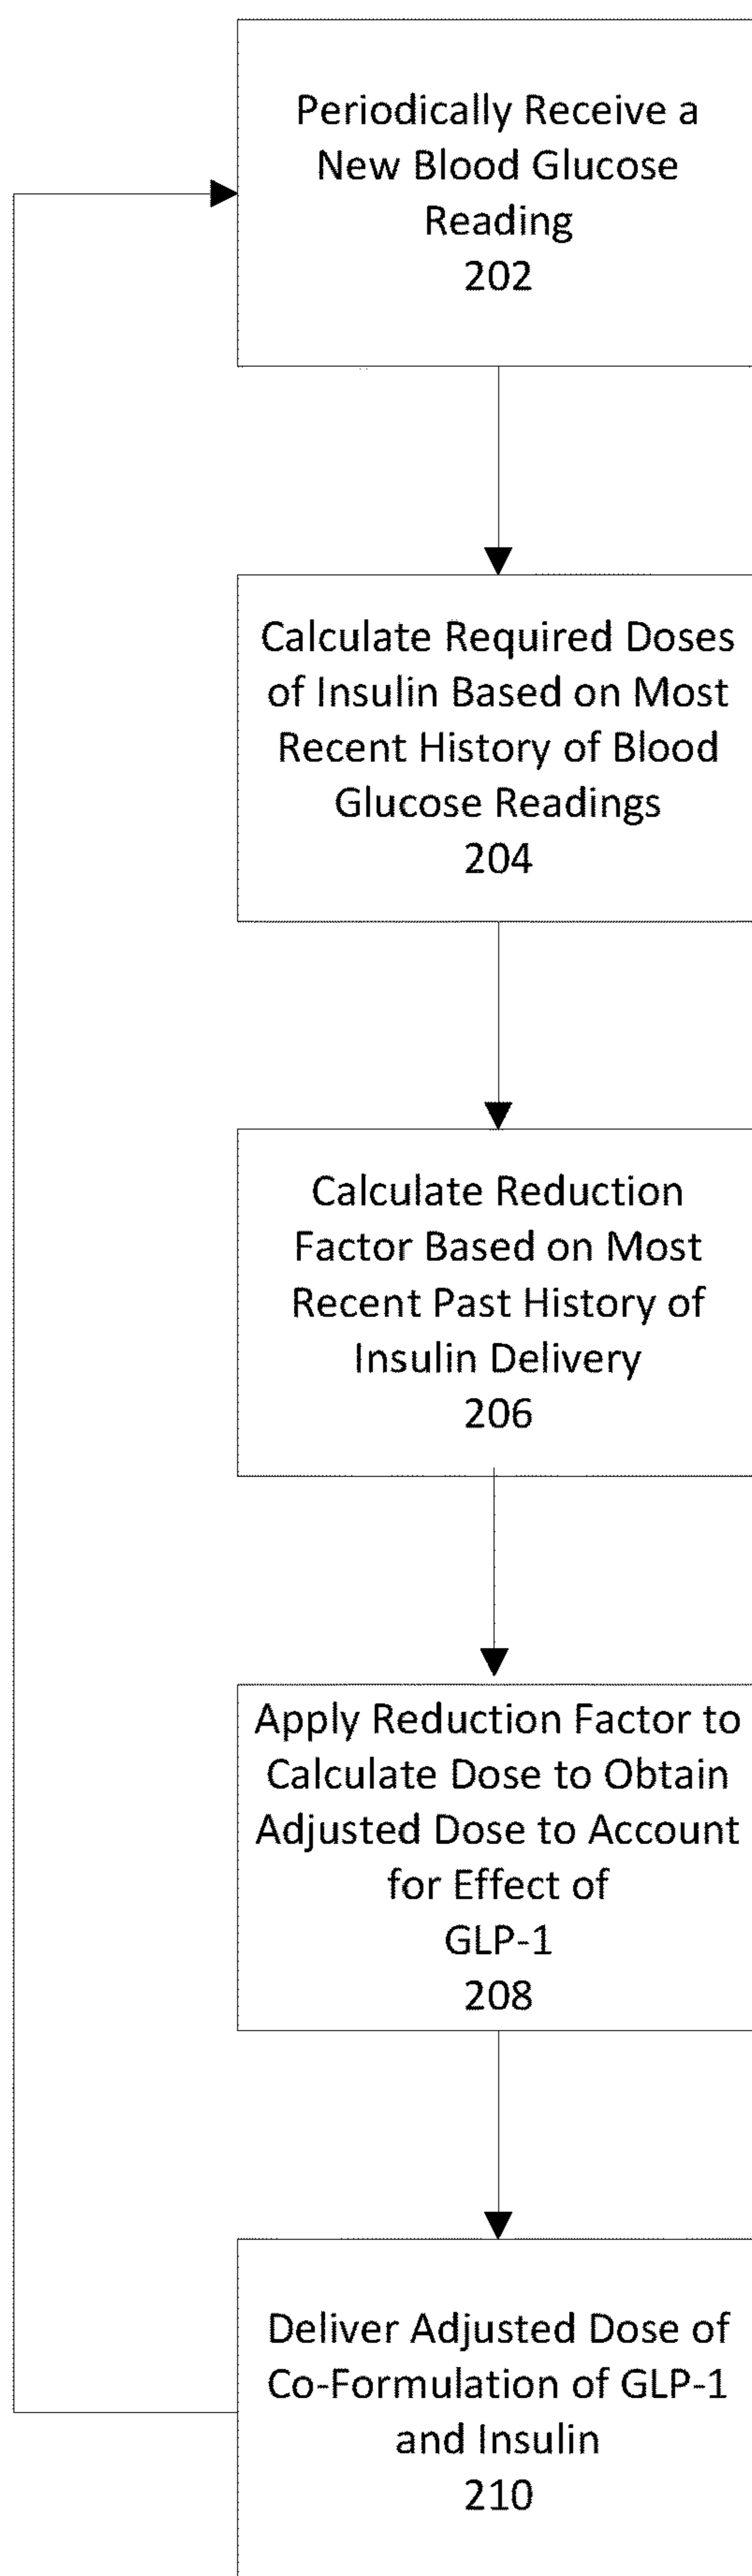 Periodically Receive a
New Blood Glucose
Reading
202
Calculate Required Doses
of Insulin Based on Most
Recent History of Blood
Glucose Readings
204
Calculate Reduction
Factor Based on Most
Recent Past History of
Insulin Delivery
206
Apply Reduction Factor to
Calculate Dose to Obtain
Adjusted Dose to Account
for Effect of
GLP-1
208
Deliver Adjusted Dose of
Co-Formulation of GLP-1
and Insulin
210